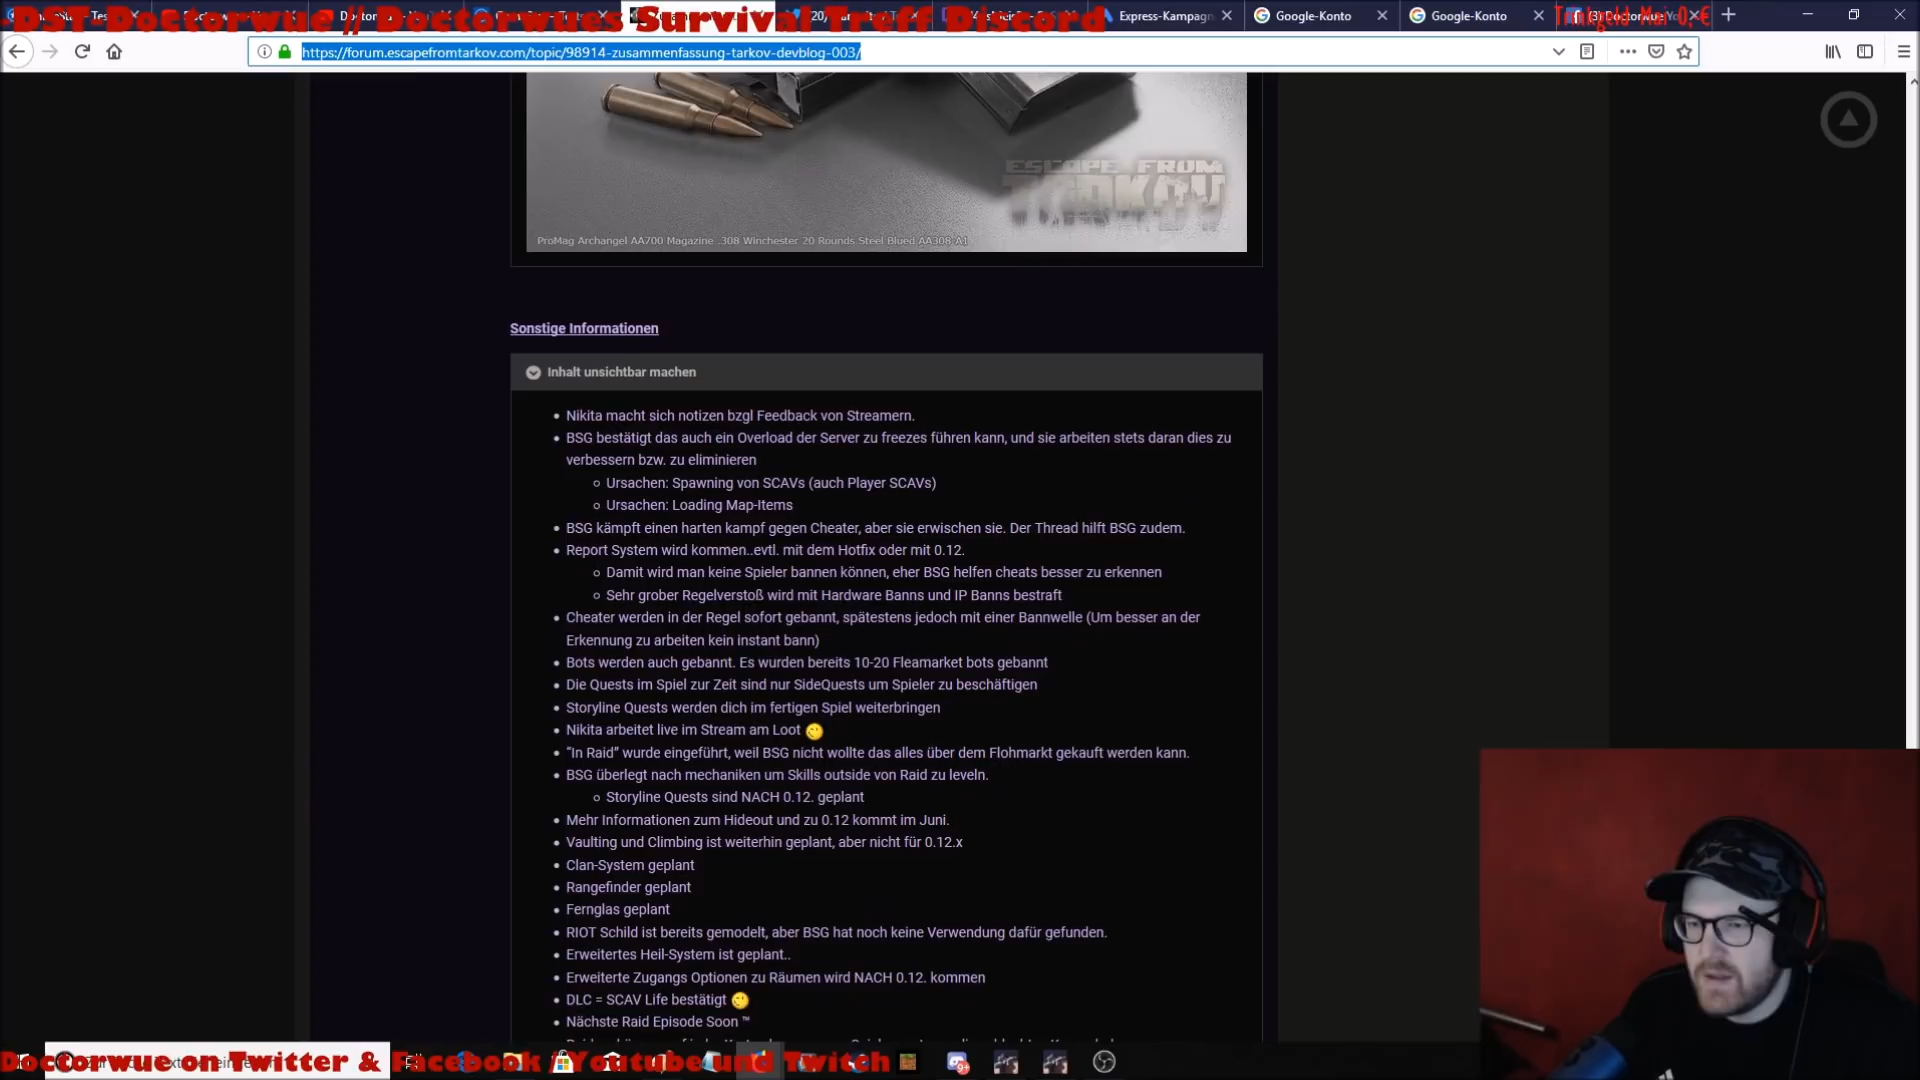 DST Doctorwue // Doctorwues Survival Treff Discord
Express-Kampagn
Google-Konto
Google-Konto
Trinkgeld Mai 0,-€
https://forum.escapefromtarkov.com/topic/98914-zusammenfassung-tarkov-devblog-003/
ESCAPE FROM
TARKOV
ProMag Archangel AA700 Magazine .308 Winchester 20 Rounds Steel Blued AA308-A1
Sonstige Informationen
Inhalt unsichtbar machen
Nikita macht sich notizen bzgl Feedback von Streamern.
BSG bestätigt das auch ein Overload der Server zu freezes führen kann, und sie arbeiten stets daran dies zu
verbessern bzw. zu eliminieren
Ursachen: Spawning von SCAVs (auch Player SCAVs)
Ursachen: Loading Map-Items
BSG kämpft einen harten kampf gegen Cheater, aber sie erwischen sie. Der Thread hilft BSG zudem.
Report System wird kommen..evtl. mit dem Hotfix oder mit 0.12.
Damit wird man keine Spieler bannen können, eher BSG helfen cheats besser zu erkennen
Sehr grober Regelverstoß wird mit Hardware Banns und IP Banns bestraft
Cheater werden in der Regel sofort gebannt, spätestens jedoch mit einer Bannwelle (Um besser an der
Erkennung zu arbeiten kein instant bann)
Bots werden auch gebannt. Es wurden bereits 10-20 Fleamarket bots gebannt
Die Quests im Spiel zur Zeit sind nur SideQuests um Spieler zu beschäftigen
Storyline Quests werden dich im fertigen Spiel weiterbringen
Nikita arbeitet live im Stream am Loot
“In Raid” wurde eingeführt, weil BSG nicht wollte das alles über dem Flohmarkt gekauft werden kann.
BSG überlegt nach mechaniken um Skills outside von Raid zu leveln.
Storyline Quests sind NACH 0.12. geplant
Mehr Informationen zum Hideout und zu 0.12 kommt im Juni.
Vaulting und Climbing ist weiterhin geplant, aber nicht für 0.12.x
Clan-System geplant
Rangefinder geplant
Fernglas geplant
RIOT Schild ist bereits gemodelt, aber BSG hat noch keine Verwendung dafür gefunden.
Erweitertes Heil-System ist geplant..
Erweiterte Zugangs Optionen zu Räumen wird NACH 0.12. kommen
DLC = SCAV Life bestätigt
Nächste Raid Episode Soon ™
Doctorwue on Twitter & Facebook / Youtube und Twitch